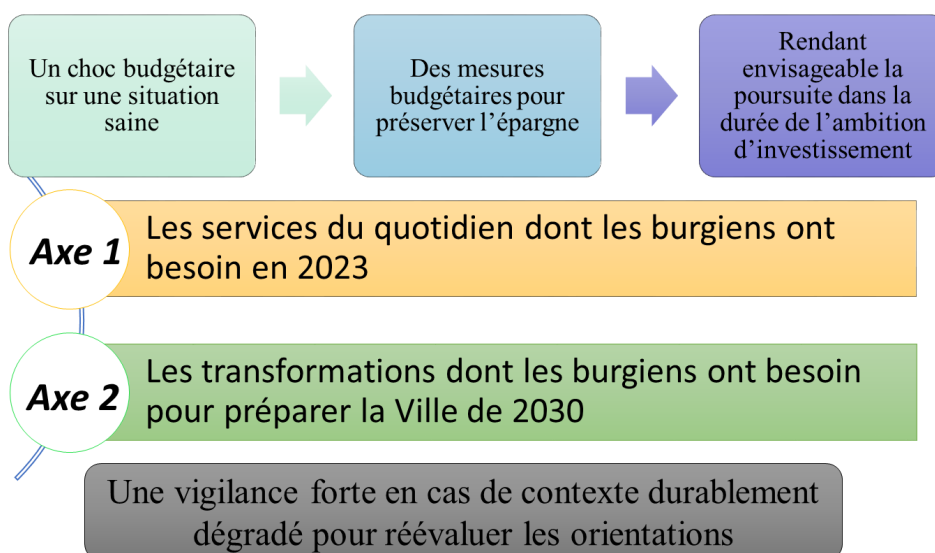 Un choc budgétaire
sur une situation
saine
Des mesures
budgétaires pour
préserver l’épargne
Rendant
envisageable la
poursuite dans la
durée de l’ambition
d’investissement
Axe 1
Les services du quotidien dont les burgiens ont
besoin en 2023
Axe 2
Les transformations dont les burgiens ont besoin
pour préparer la Ville de 2030
Une vigilance forte en cas de contexte durablement
dégradé pour réévaluer les orientations